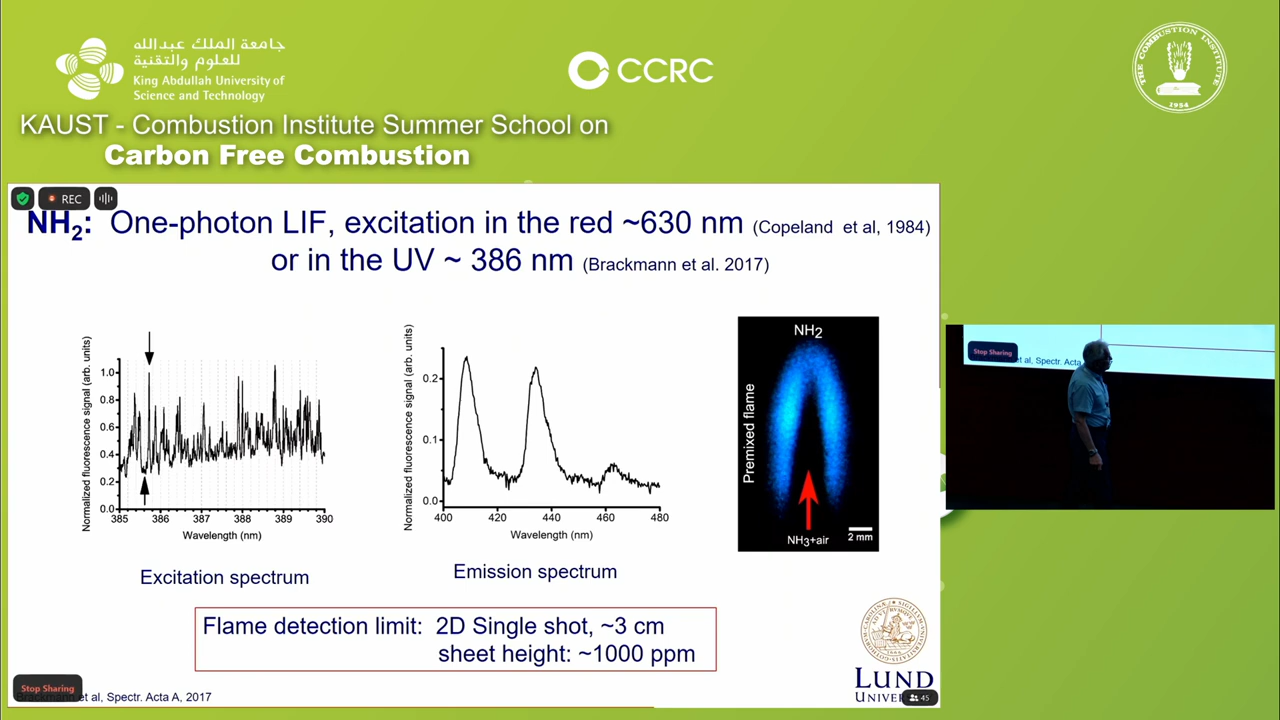 جامعة الملك عبدالله
للعلوم والتقنية
King Abdullah University of
Science and Technology
CCRC
THE COMBUSTION INSTITUTE
1954
KAUST - Combustion Institute Summer School on
Carbon Free Combustion
REC
NH2: One-photon LIF, excitation in the red ~630 nm (Copeland et al, 1984)
or in the UV ~ 386 nm (Brackmann et al. 2017)
Normalized fluorescence signal (arb. units)
1.0
0.8
0.6
0.4
0.2
0.0
385 386 387 388 389 390
Wavelength (nm)
Excitation spectrum
Normalized fluorescence signal (arb. units)
0.2
0.1
0.0
400 420 440 460 480
Wavelength (nm)
Emission spectrum
NH2
Premixed flame
NH3+air
2 mm
Flame detection limit: 2D Single shot, ~3 cm
sheet height: ~1000 ppm
Stop Sharing
et al, Spectr. Acta A, 2017
LUND
45
Stop Sharing
et al, Spectr. Acta